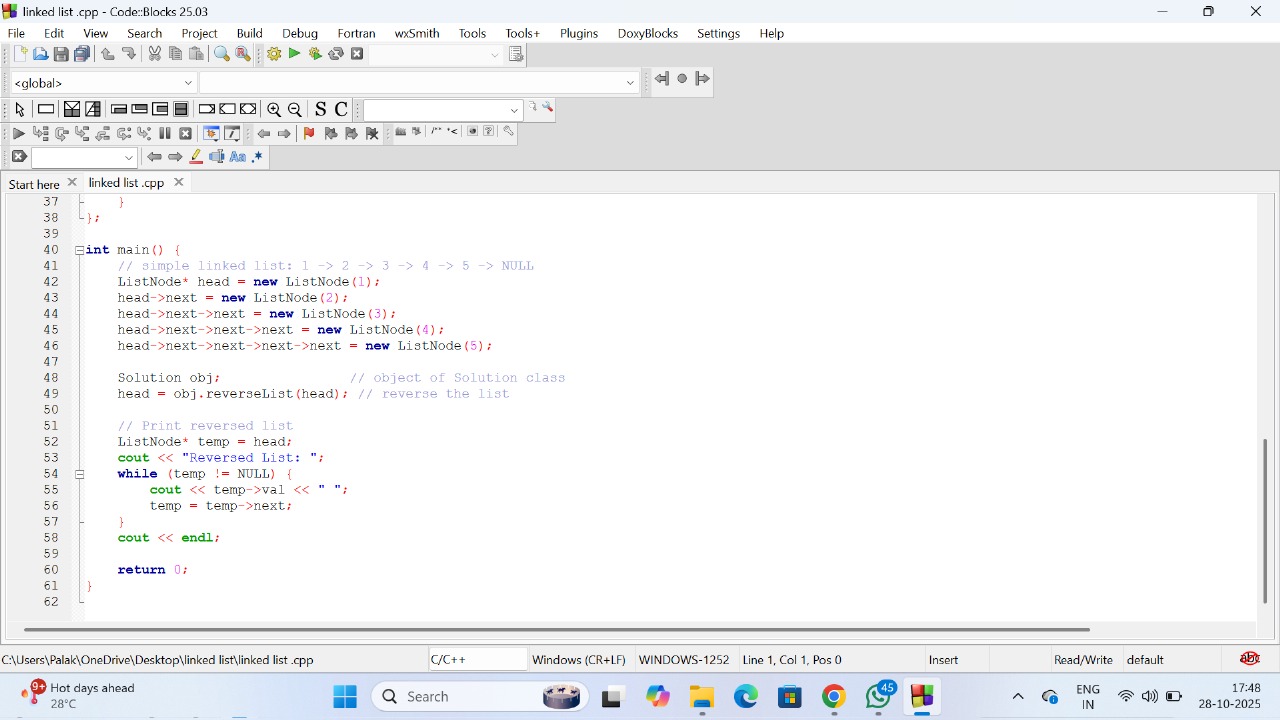 linked list .cpp - Code::Blocks 25.03
File Edit View Search Project Build Debug Fortran wxSmith Tools Tools+ Plugins DoxyBlocks Settings Help
<global>
S C
/** *<
Aa .*
Start here linked list .cpp
37 }
38 };
39
40 int main() {
41 // simple linked list: 1 -> 2 -> 3 -> 4 -> 5 -> NULL
42 ListNode* head = new ListNode(1);
43 head->next = new ListNode(2);
44 head->next->next = new ListNode(3);
45 head->next->next->next = new ListNode(4);
46 head->next->next->next->next = new ListNode(5);
47
48 Solution obj; // object of Solution class
49 head = obj.reverseList(head); // reverse the list
50
51 // Print reversed list
52 ListNode* temp = head;
53 cout << "Reversed List: ";
54 while (temp != NULL) {
55 cout << temp->val << " ";
56 temp = temp->next;
57 }
58 cout << endl;
59
60 return 0;
61 }
62
C:\Users\Palak\OneDrive\Desktop\linked list\linked list .cpp C/C++ Windows (CR+LF) WINDOWS-1252 Line 1, Col 1, Pos 0 Insert Read/Write default abc
9+ Hot days ahead
28°C
Search
45
ENG
IN
17:48
28-10-2025